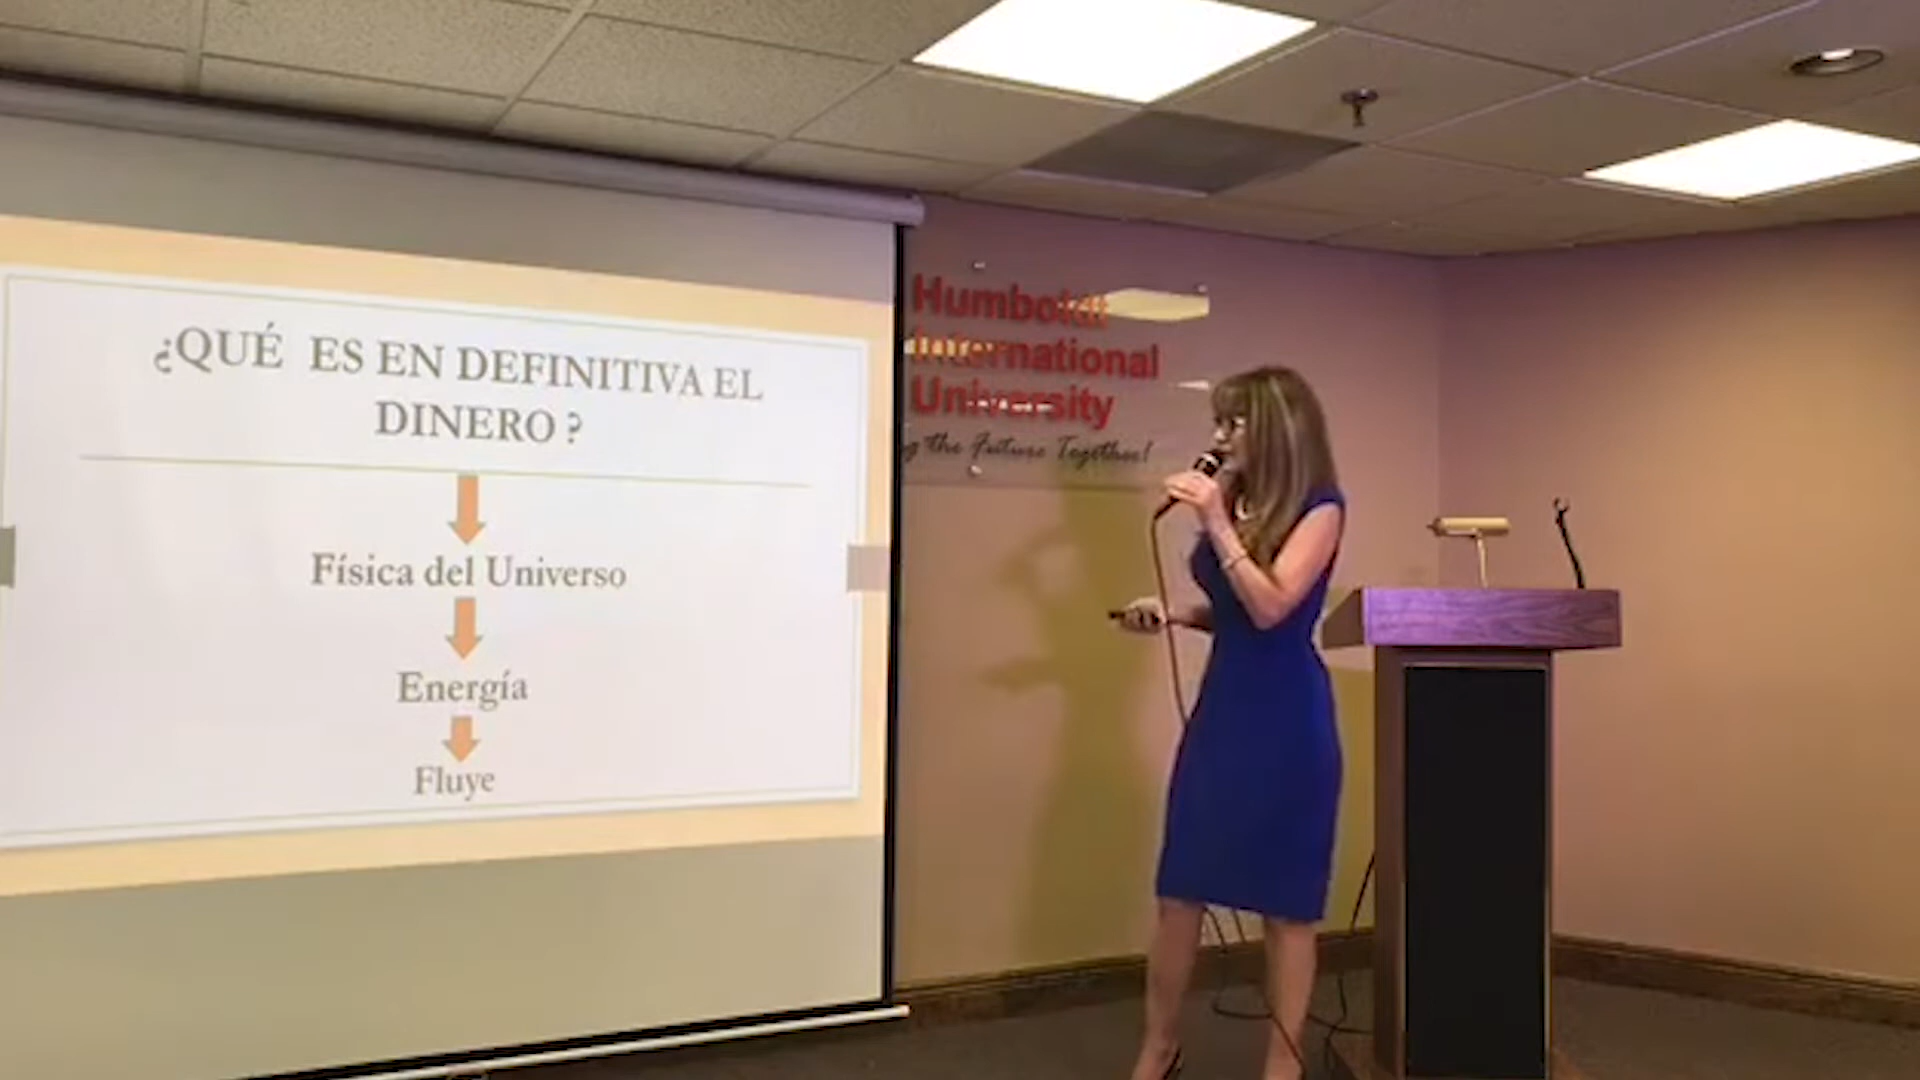 ¿QUÉ ES EN DEFINITIVA EL
DINERO ?
Física del Universo
Energía
Fluye
Humboldt
International
University
the Future Together!